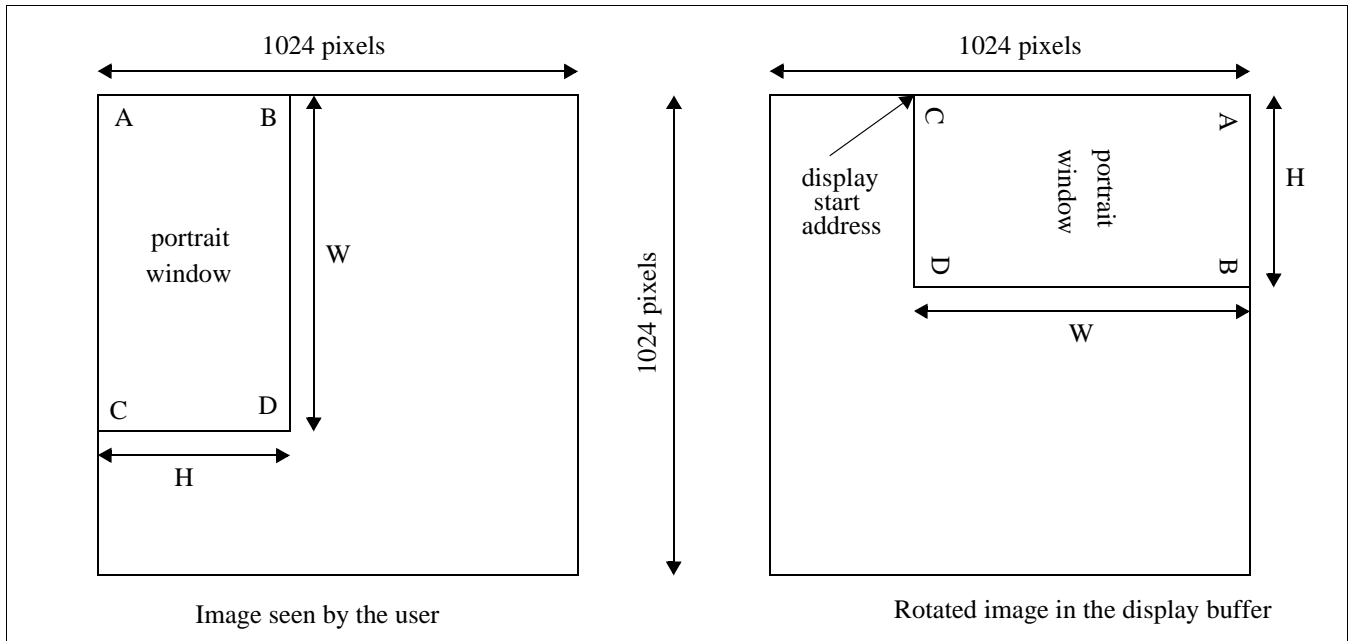 1024 pixels
A
B
portrait
window
W
C
D
H
Image seen by the user
1024 pixels
1024 pixels
C
A
display
start
address
portrait
window
H
D
B
W
Rotated image in the display buffer